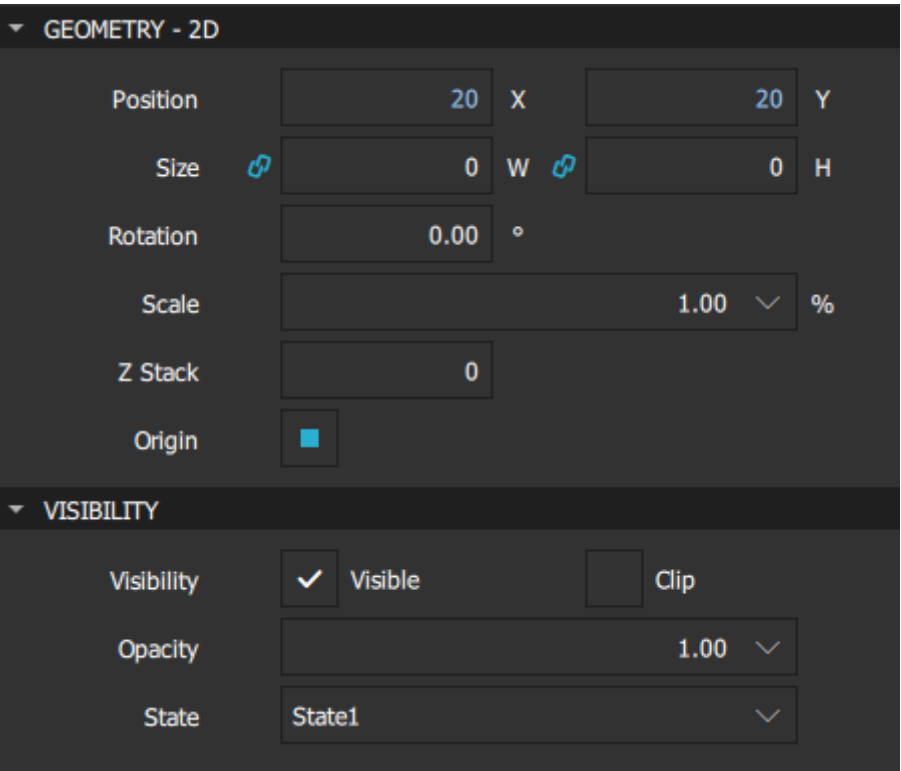 GEOMETRY - 2D
Position 20 X 20 Y
Size 0 W 0 H
Rotation 0.00 °
Scale 1.00 %
Z Stack 0
Origin
VISIBILITY
Visibility Visible Clip
Opacity 1.00
State State1